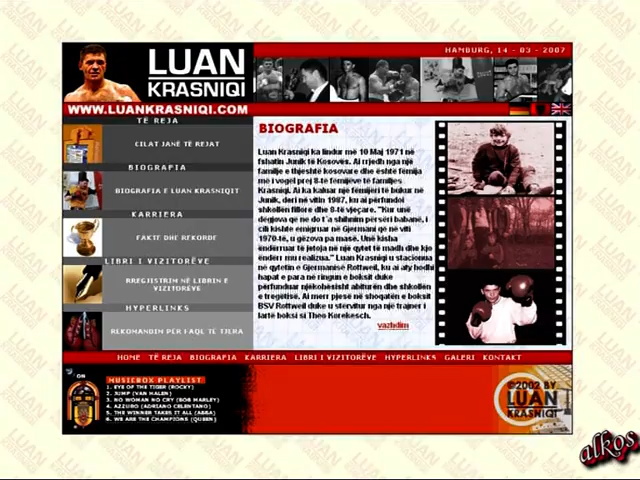 LUAN
KRASNIQI
WWW.LUANKRASNIQI.COM
HAMBURG, 14 - 03 - 2007
TË REJA
CILAT JANË TË REJAT
BIOGRAFIA
BIOGRAFIA E LUAN KRASNIQIT
KARRIERA
FAKTE DHE REKORDE
LIBRI I VIZITORËVE
RREGJISTRIM NË LIBRIN E
VIZITORËVE
HYPERLINKS
REKOMANDIM PËR FAQE TË TJERA
BIOGRAFIA
Luan Krasniqi ka lindur më 10 Maj 1971 në
fshatin Junik të Kosovës. Ai rrjedh nga një
familje e thjeshtë kosovare dhe është fëmija
më i vogël prej 8-të fëmijëve të familjes
Krasniqi. Ai ka kaluar një fëmijëri të bukur në
Junik, deri në vitin 1987, ku ai përfundoi
shkollën fillore dhe 8-të vjeçare. "Kur unë
dëgjova që ne do t'a shihnim përsëri babanë, i
cili kishte emigruar në Gjermani që në viti
1970-të, u gëzova pa masë. Unë kisha
ëndërruar të jetoja në një qytet të madh dhe kjo
ëndërr mu realizua." Luan Krasniqi u stacionua
në qytetin e Gjermanisë Rottweil, ku ai aty hodhi
hapat e para në ringun e boksit duke
përfunduar njëkohësisht abiturën dhe shkollën
e tregëtisë. Ai merr pjesë në shoqatën e boksit
BSV Rottweil duke u stërvitur nga një trajner i
lartë boksi si Theo Korekesch.
vazhdim
HOME TË REJA BIOGRAFIA KARRIERA LIBRI I VIZITORËVE HYPERLINKS GALERI KONTAKT
ON
MUSICBOX PLAYLIST
1. EYE OF THE TIGER (ROCKY)
2. JUMP (VAN HALEN)
3. NO WOMAN NO CRY (BOB MARLEY)
4. AZZURO (ADRIANO CELENTANO)
5. THE WINNER TAKES IT ALL (ABBA)
6. WE ARE THE CHAMPIONS (QUEEN)
©2002 BY
LUAN
KRASNIQI
alkos